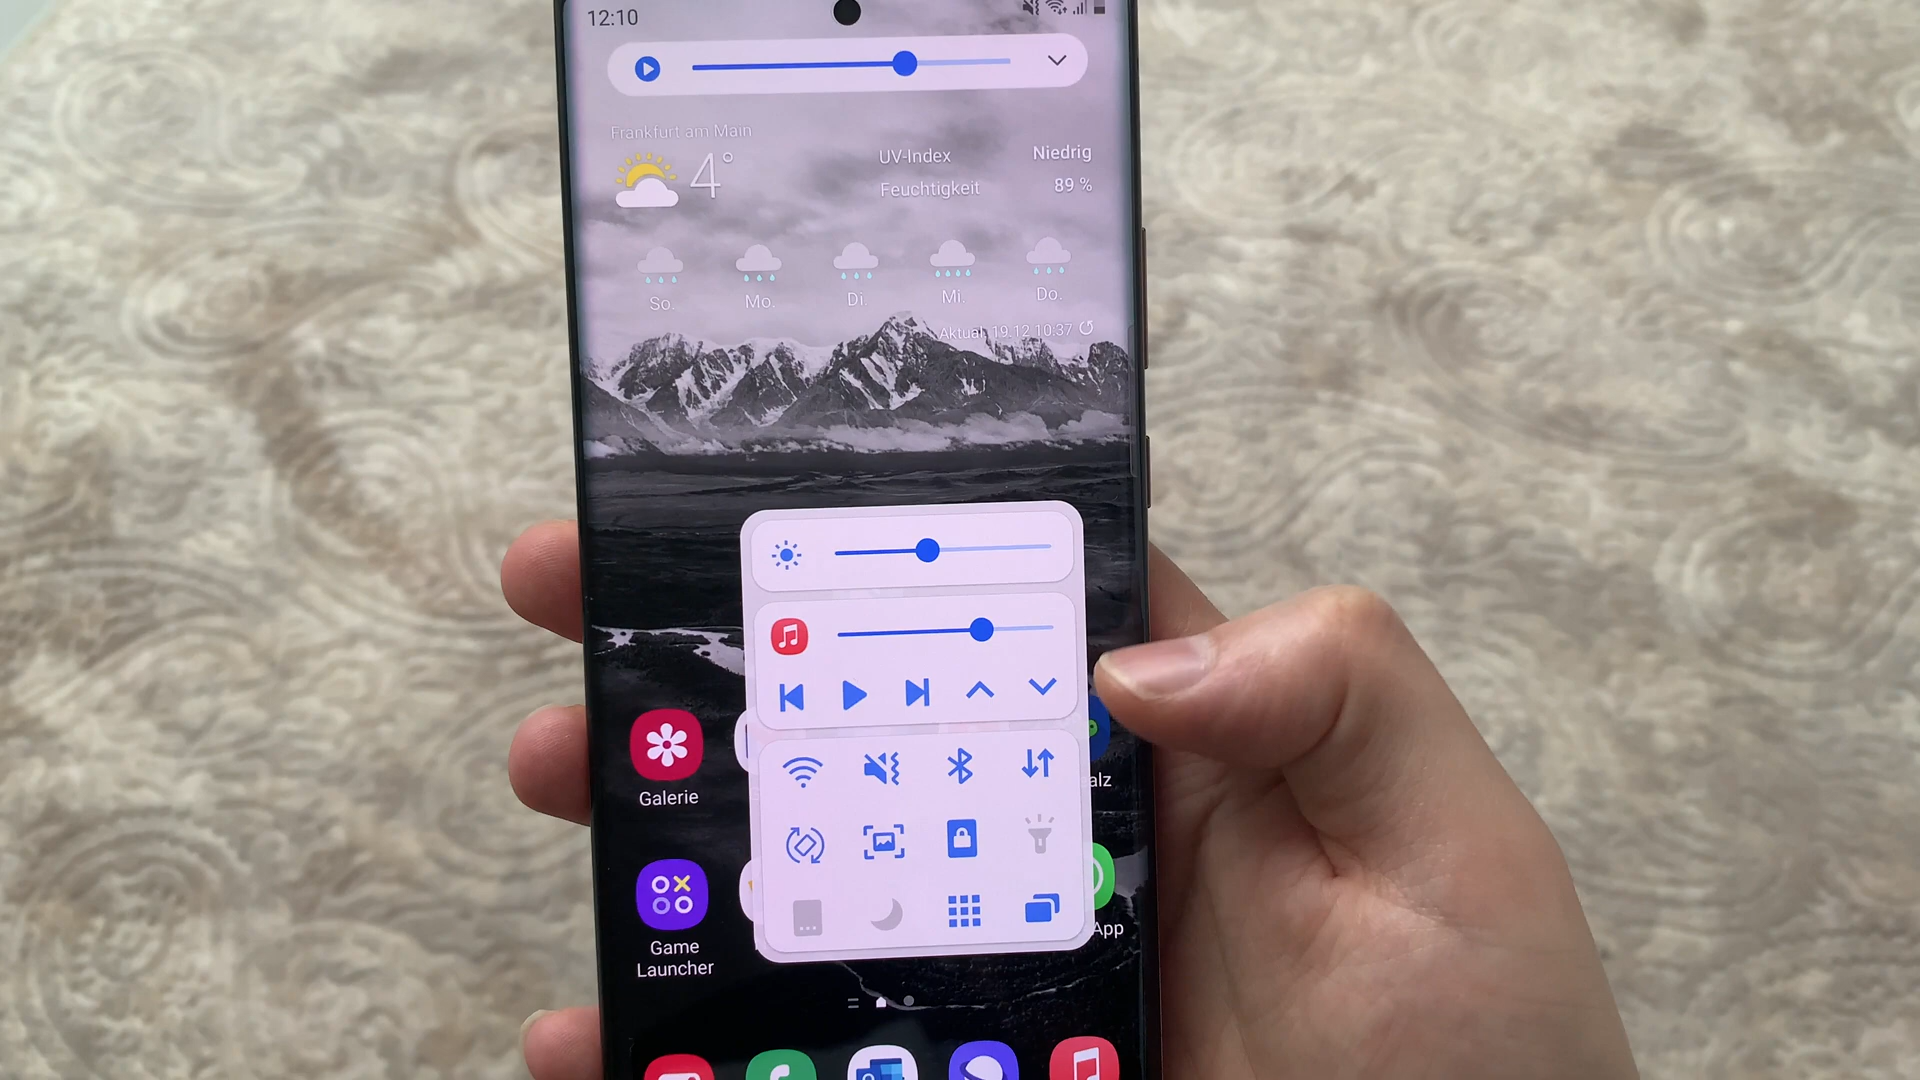 12:10
Frankfurt am Main
4°
UV-Index Niedrig
Feuchtigkeit 89 %
So. Mo. Di. Mi. Do.
Aktual. 19.12 10:37
Galerie
alz
Game
Launcher
App